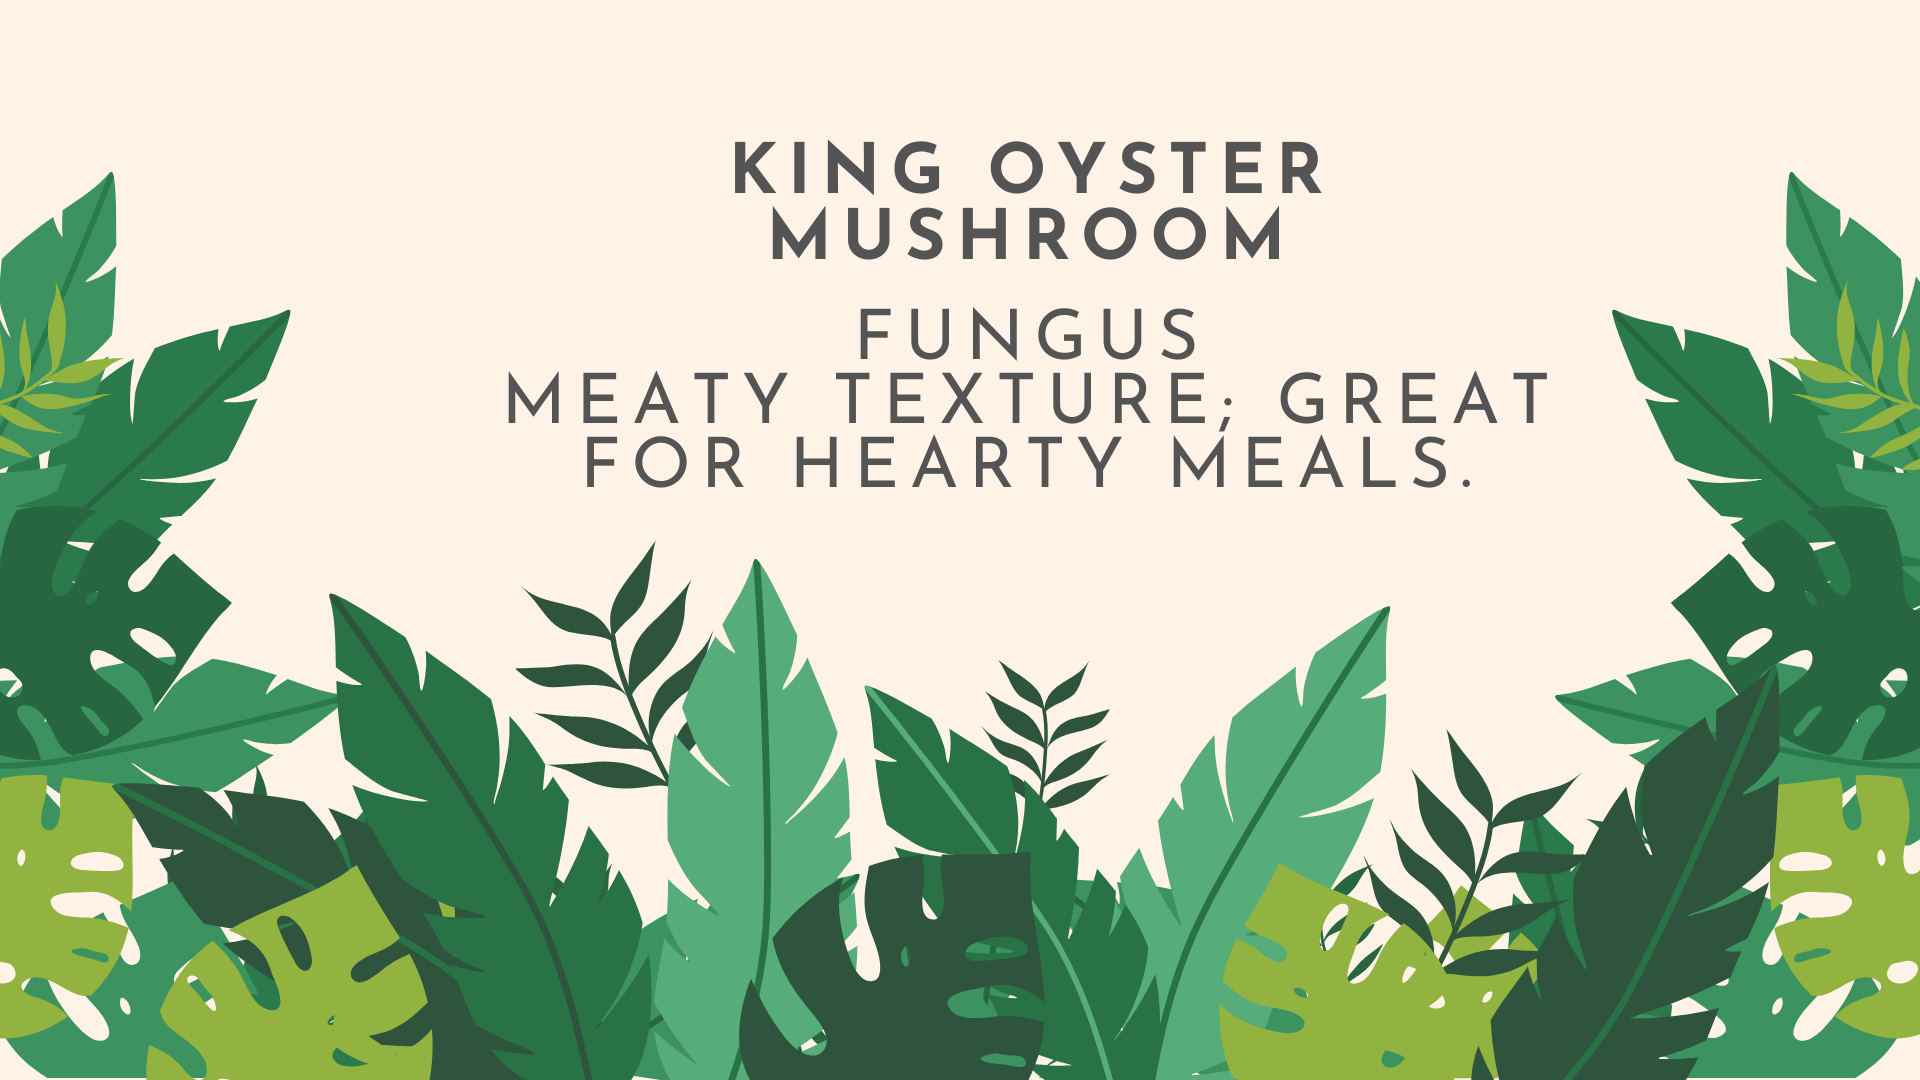 KING OYSTER
MUSHROOM
FUNGUS
MEATY TEXTURE; GREAT
FOR HEARTY MEALS.